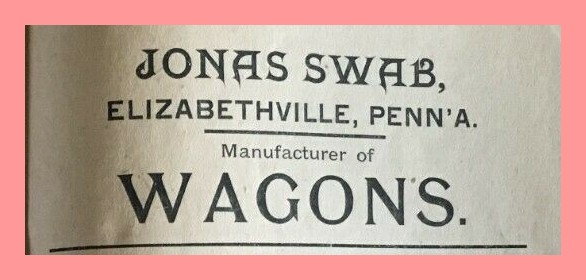 JONAS SWAB,
ELIZABETHVILLE, PENN'A.
Manufacturer of
WAGONS.